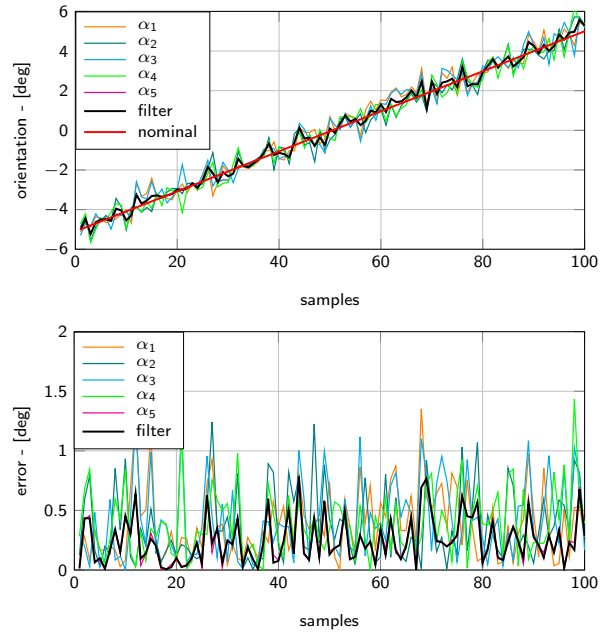 6
4
2
0
−2
−4
−6
orientation - [deg]
α1
α2
α3
α4
α5
filter
nominal
0
20
40
60
80
100
samples
2
1.5
1
0.5
0
error - [deg]
α1
α2
α3
α4
α5
filter
0
20
40
60
80
100
samples